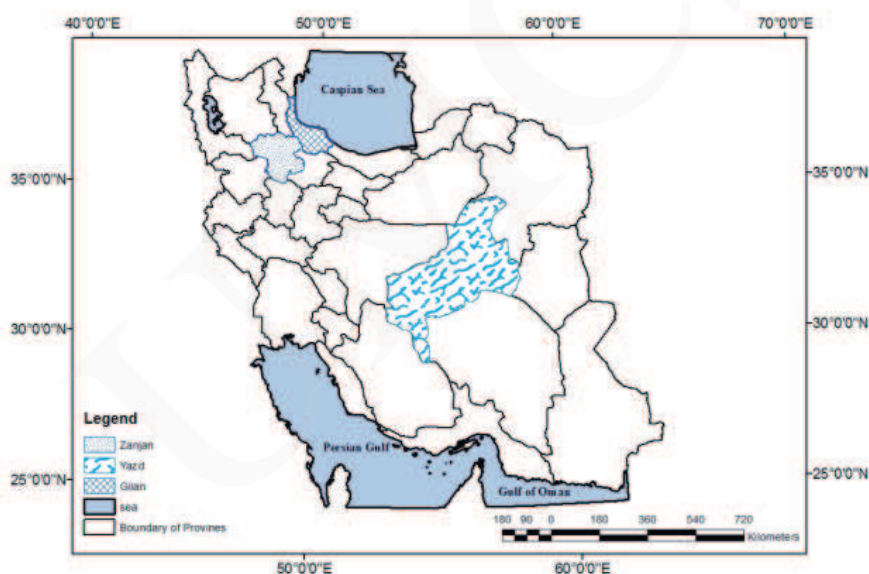 40°0'0"E 50°0'0"E 60°0'0"E 70°0'0"E
Caspian Sea
35°0'0"N 35°0'0"N
30°0'0"N 30°0'0"N
Legend
Zanjan
Yazd
Gilan
sea
Boundary of Provines
Persian Gulf
25°0'0"N 25°0'0"N
Gulf of Oman
180 90 0 180 360 540 720
Kilometers
50°0'0"E 60°0'0"E